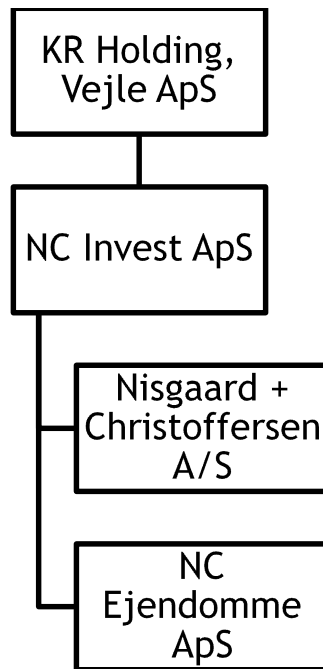 KR Holding,
Vejle ApS
NC Invest ApS
Nisgaard +
Christoffersen
A/S
NC
Ejendomme
ApS